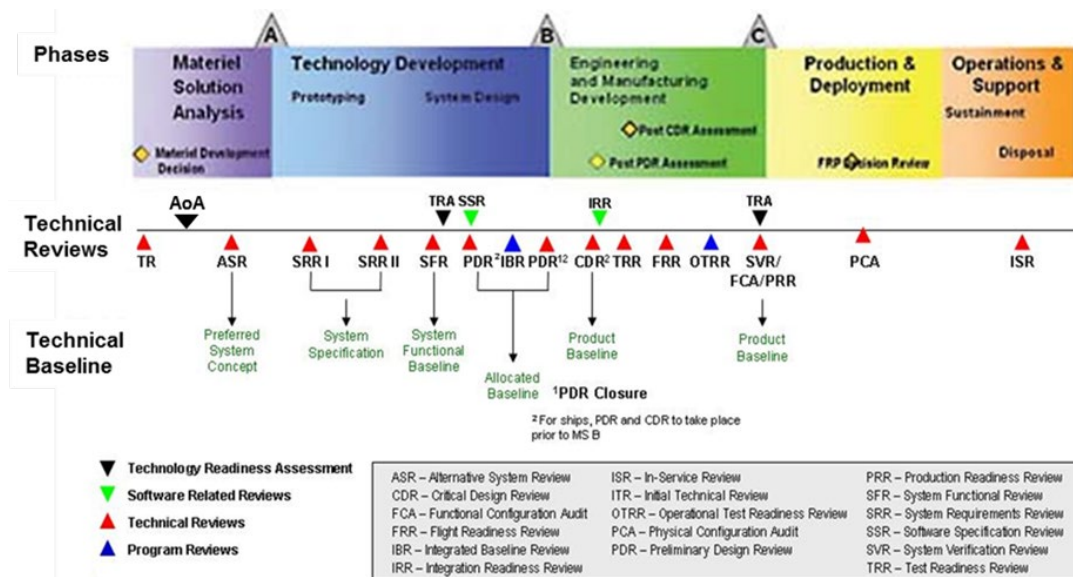 A
B
C
Phases
Materiel
Solution
Analysis
Materiel Development
Decision
Technology Development
Prototyping
System Design
Engineering
and Manufacturing
Development
Post CDR Assessment
Post PDR Assessment
Production &
Deployment
FRP Decision Review
Operations &
Support
Sustainment
Disposal
Technical
Reviews
AoA
TRA SSR
IRR
TRA
TR
ASR
SRR I
SRR II
SFR
PDR² IBR PDR¹²
CDR²
TRR
FRR
OTRR
SVR/
FCA/PRR
PCA
ISR
Technical
Baseline
Preferred
System
Concept
System
Specification
System
Functional
Baseline
Allocated
Baseline
Product
Baseline
Product
Baseline
¹PDR Closure
² For ships, PDR and CDR to take place
prior to MS B
Technology Readiness Assessment
Software Related Reviews
Technical Reviews
Program Reviews
ASR – Alternative System Review
CDR – Critical Design Review
FCA – Functional Configuration Audit
FRR – Flight Readiness Review
IBR – Integrated Baseline Review
IRR – Integration Readiness Review
ISR – In-Service Review
ITR – Initial Technical Review
OTRR – Operational Test Readiness Review
PCA – Physical Configuration Audit
PDR – Preliminary Design Review
PRR – Production Readiness Review
SFR – System Functional Review
SRR – System Requirements Review
SSR – Software Specification Review
SVR – System Verification Review
TRR – Test Readiness Review